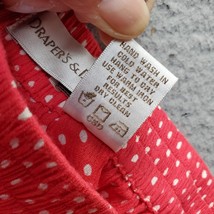 DRAPER'S &
HAND WASH IN
COLD WATER
HANG TO DRY
USE WARM IRON
FOR BEST
RESULTS
DRY CLEAN